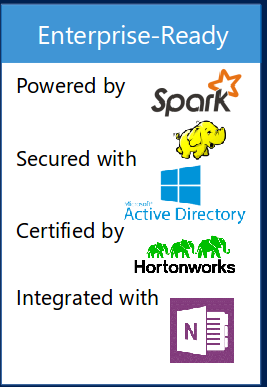 Enterprise-Ready
Powered by
Spark
Secured with
Microsoft
Active Directory
Certified by
Hortonworks
Integrated with
N